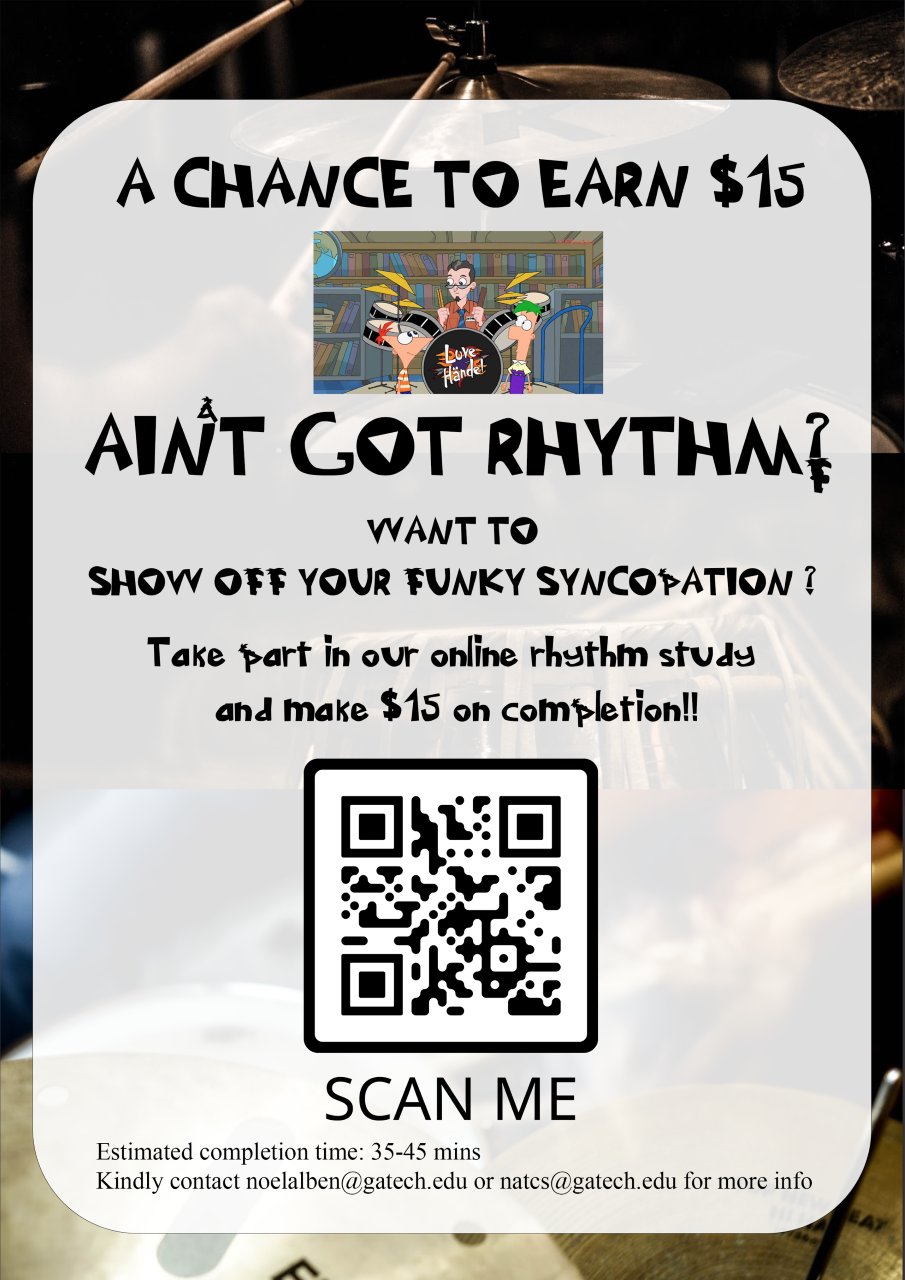 A CHANCE TO EARN $15
Love
Händel
AIN'T GOT RHYTHM?
WANT TO
SHOW OFF YOUR FUNKY SYNCOPATION ?
Take part in our online rhythm study
and make $15 on completion!!
SCAN ME
Estimated completion time: 35-45 mins
Kindly contact noelalben@gatech.edu or natcs@gatech.edu for more info